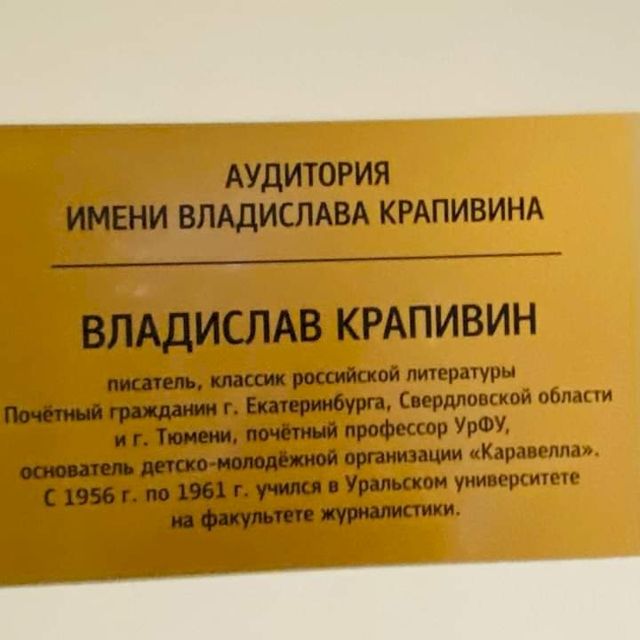 АУДИТОРИЯ
ИМЕНИ ВЛАДИСЛАВА КРАПИВИНА
ВЛАДИСЛАВ КРАПИВИН
писатель, классик российской литературы
Почётный гражданин г. Екатеринбурга, Свердловской области
и г. Тюмени, почётный профессор УрФУ,
основатель детско-молодёжной организации «Каравелла».
С 1956 г. по 1961 г. учился в Уральском университете
на факультете журналистики.